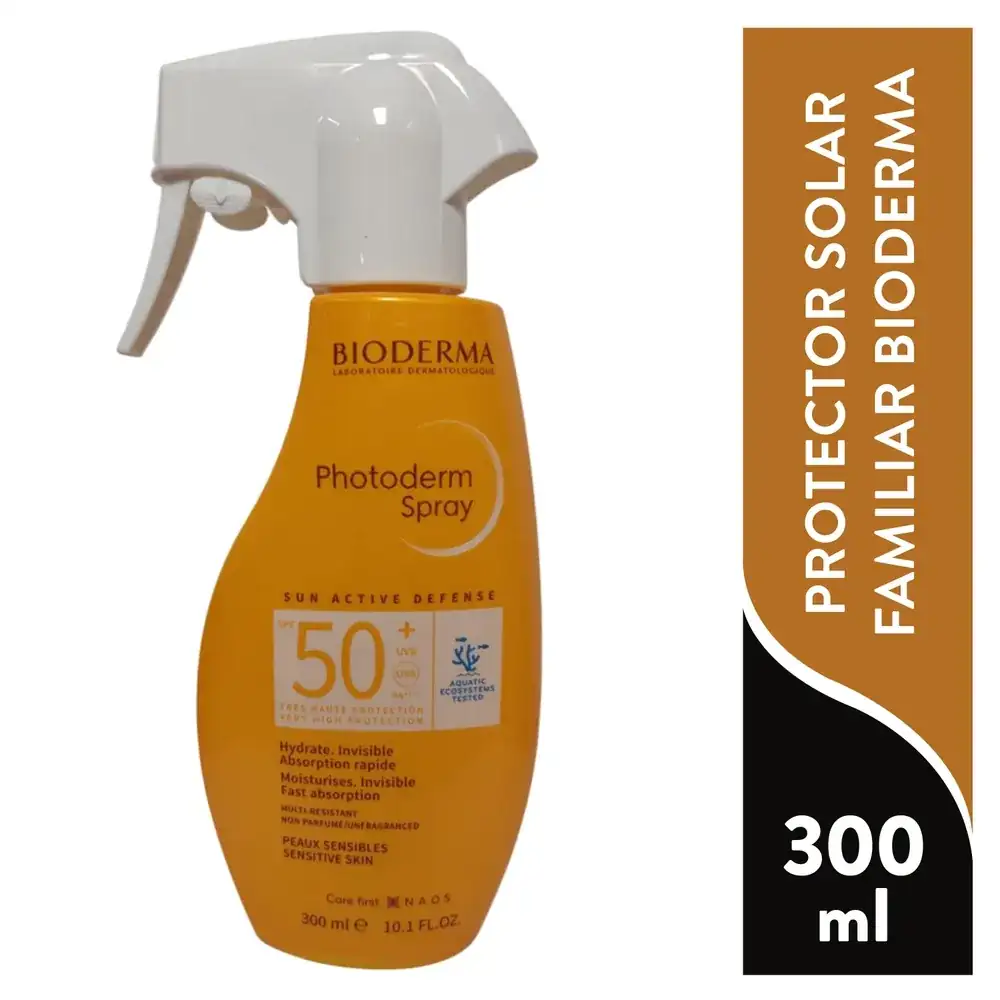 BIODERMA
LABORATOIRE DERMATOLOGIQUE
Photoderm
Spray
SUN ACTIVE DEFENSE
SPF 50+
UVB
UVA
PA++++
TRÈS HAUTE PROTECTION
VERY HIGH PROTECTION
AQUATIC
ECOSYSTEMS
TESTED
Hydrate. Invisible
Absorption rapide
Moisturises. Invisible
Fast absorption
MULTI-RESISTANT
NON PARFUMÉ/UNFRAGRANCED
PEAUX SENSIBLES
SENSITIVE SKIN
Care first NAOS
300 ml ℮ 10.1 FL.OZ.
PROTECTOR SOLAR
FAMILIAR BIODERMA
300
ml